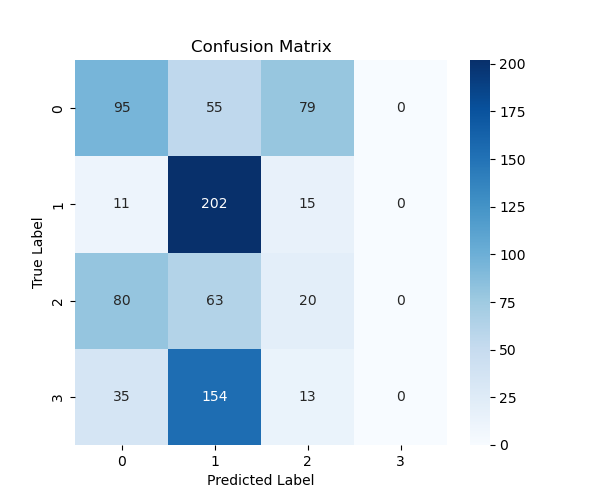 Confusion Matrix
0 95 55 79 0
1 11 202 15 0
2 80 63 20 0
3 35 154 13 0
0 1 2 3
Predicted Label
True Label
200
175
150
125
100
75
50
25
0